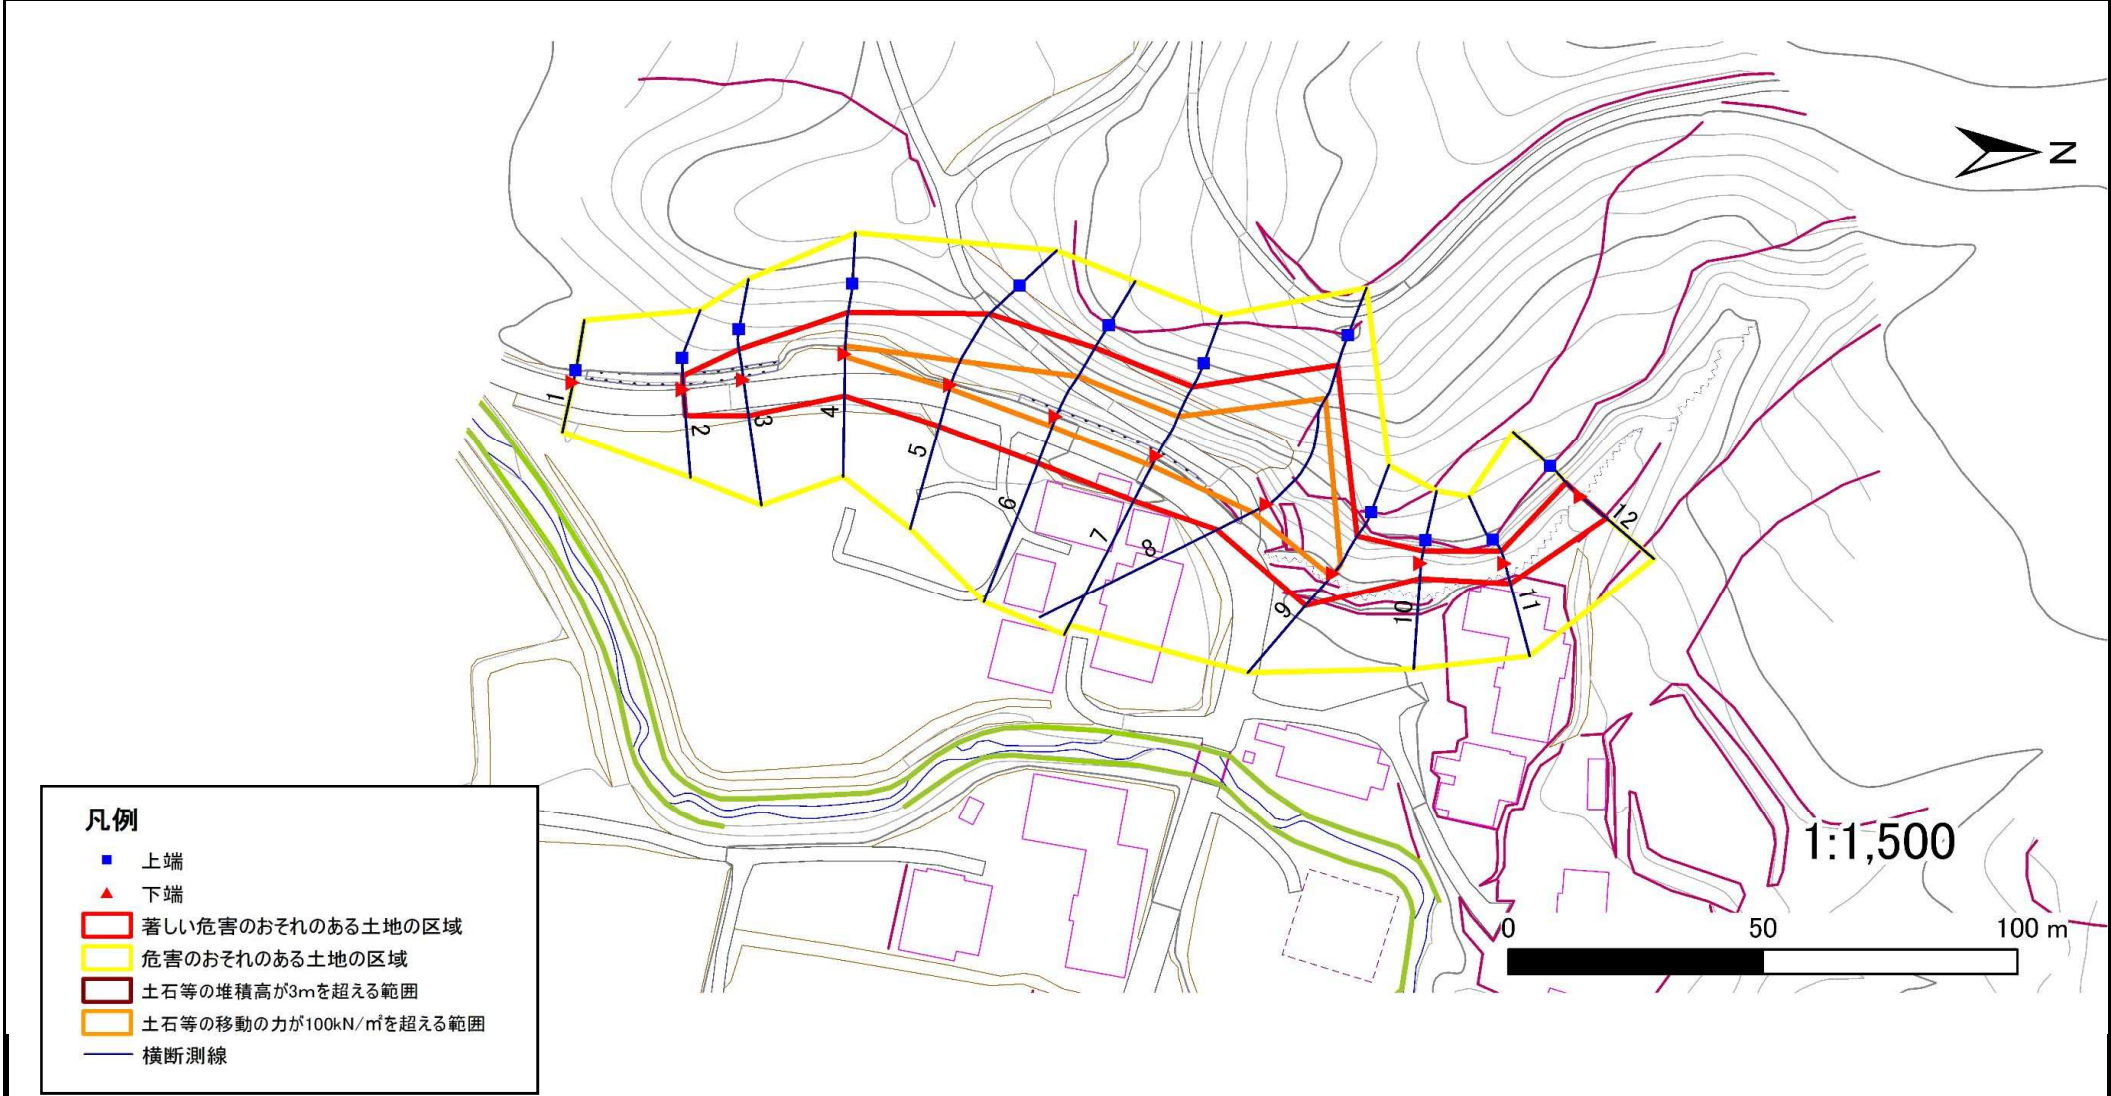 N
1
2
3
4
5
6
7
8
9
10
11
12
凡例
上端
下端
著しい危害のおそれのある土地の区域
危害のおそれのある土地の区域
土石等の堆積高が3mを超える範囲
土石等の移動の力が100kN/㎡を超える範囲
横断測線
1:1,500
0 50 100 m